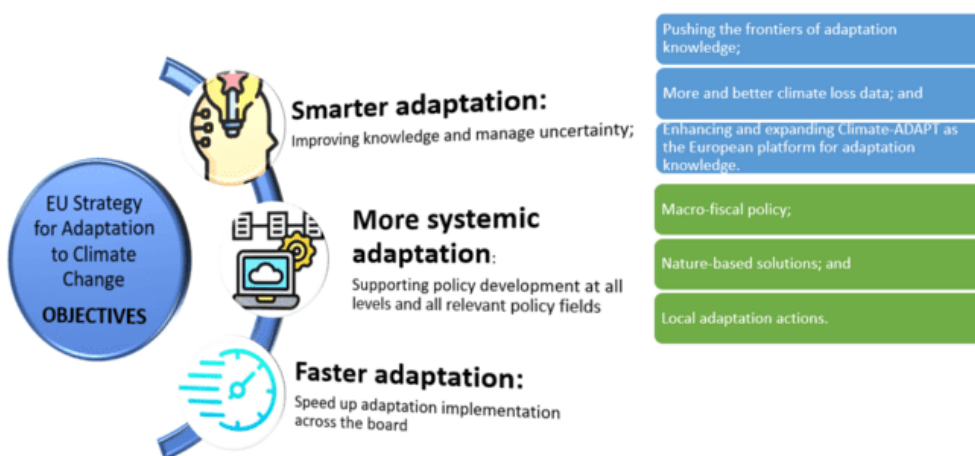 EU Strategy
for Adaptation
to Climate
Change
OBJECTIVES
Smarter adaptation:
Improving knowledge and manage uncertainty;
More systemic
adaptation:
Supporting policy development at all
levels and all relevant policy fields
Faster adaptation:
Speed up adaptation implementation
across the board
Pushing the frontiers of adaptation
knowledge;
More and better climate loss data; and
Enhancing and expanding Climate-ADAPT as
the European platform for adaptation
knowledge.
Macro-fiscal policy;
Nature-based solutions; and
Local adaptation actions.